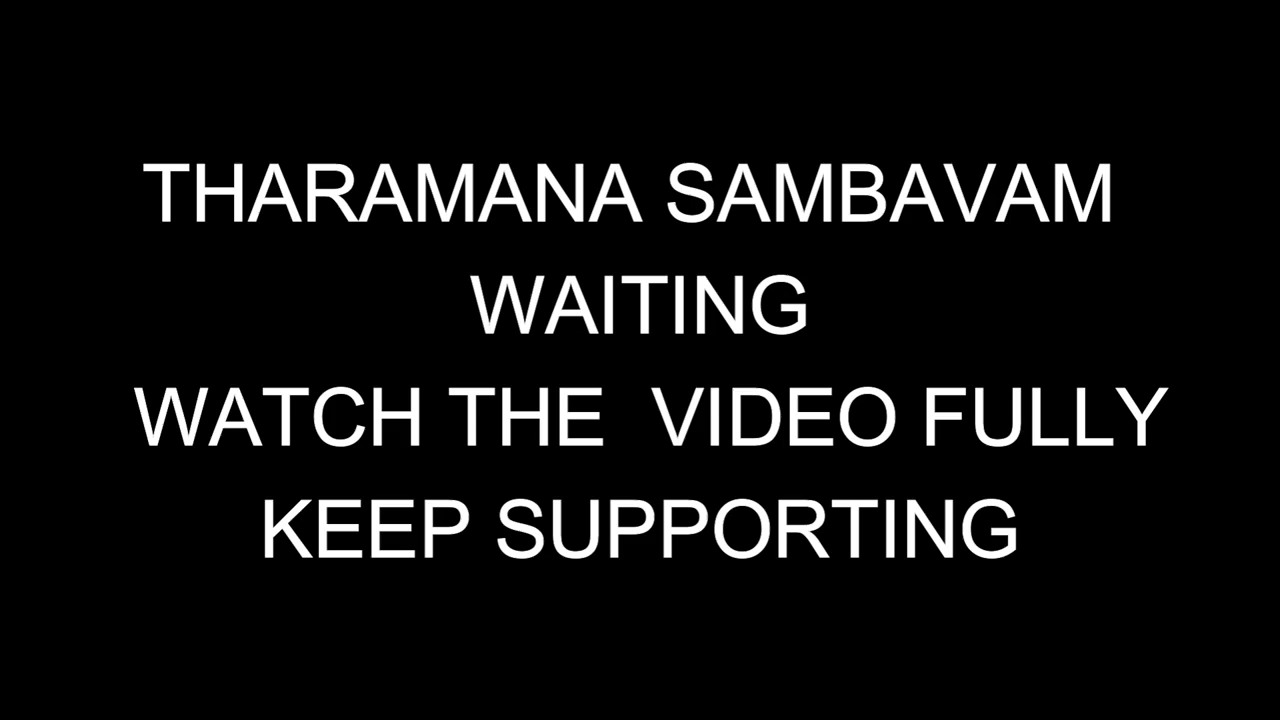 THARAMANA SAMBAVAM
WAITING
WATCH THE  VIDEO FULLY
KEEP SUPPORTING